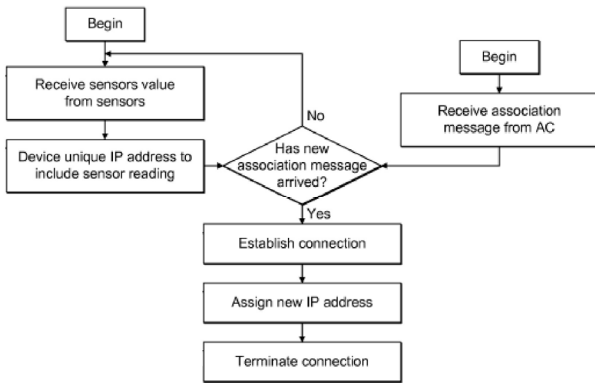 Begin
Receive sensors value
from sensors
Device unique IP address to
include sensor reading
Begin
Receive association
message from AC
No
Has new
association message
arrived?
Yes
Establish connection
Assign new IP address
Terminate connection